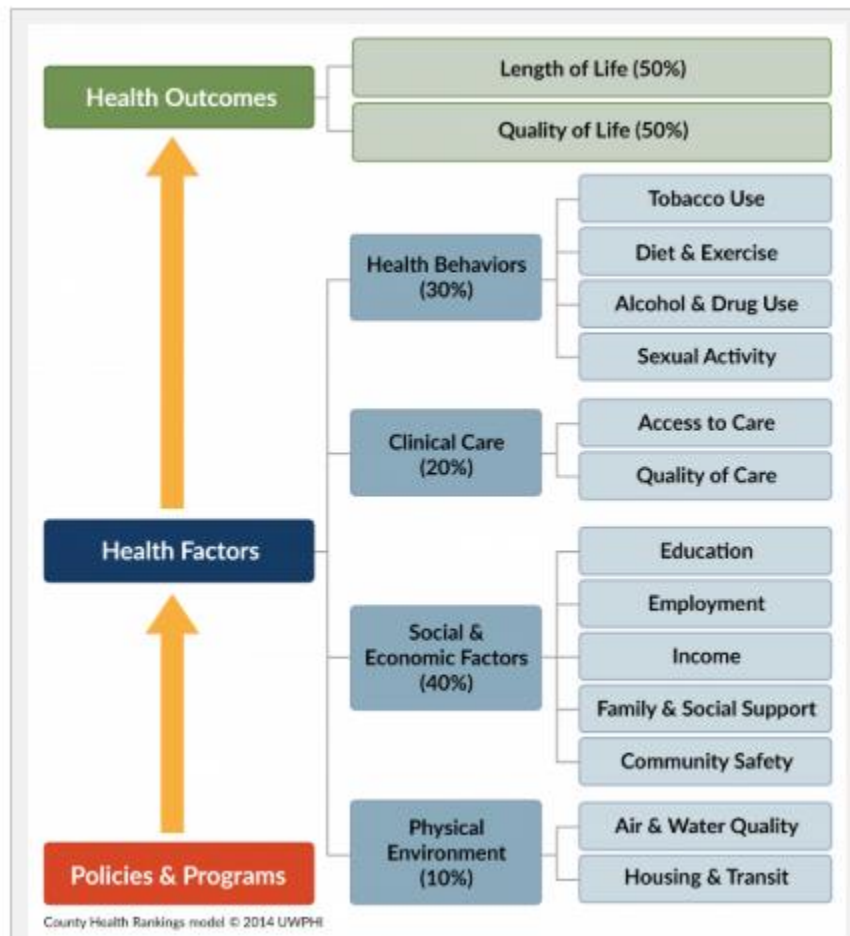 Health Outcomes
Length of Life (50%)
Quality of Life (50%)
Health Behaviors
(30%)
Tobacco Use
Diet & Exercise
Alcohol & Drug Use
Sexual Activity
Clinical Care
(20%)
Access to Care
Quality of Care
Health Factors
Social &
Economic Factors
(40%)
Education
Employment
Income
Family & Social Support
Community Safety
Physical
Environment
(10%)
Air & Water Quality
Housing & Transit
Policies & Programs
County Health Rankings model © 2014 UWPHI